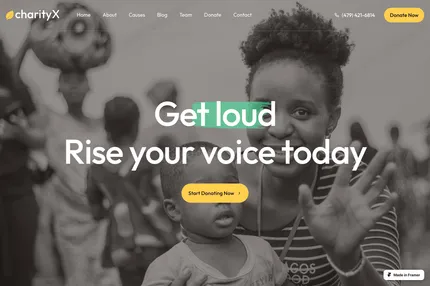 charityX
Home About Causes Blog Team Donate Contact
(479) 421-6814
Donate Now
Get loud
Rise your voice today
Start Donating Now
Made in Framer